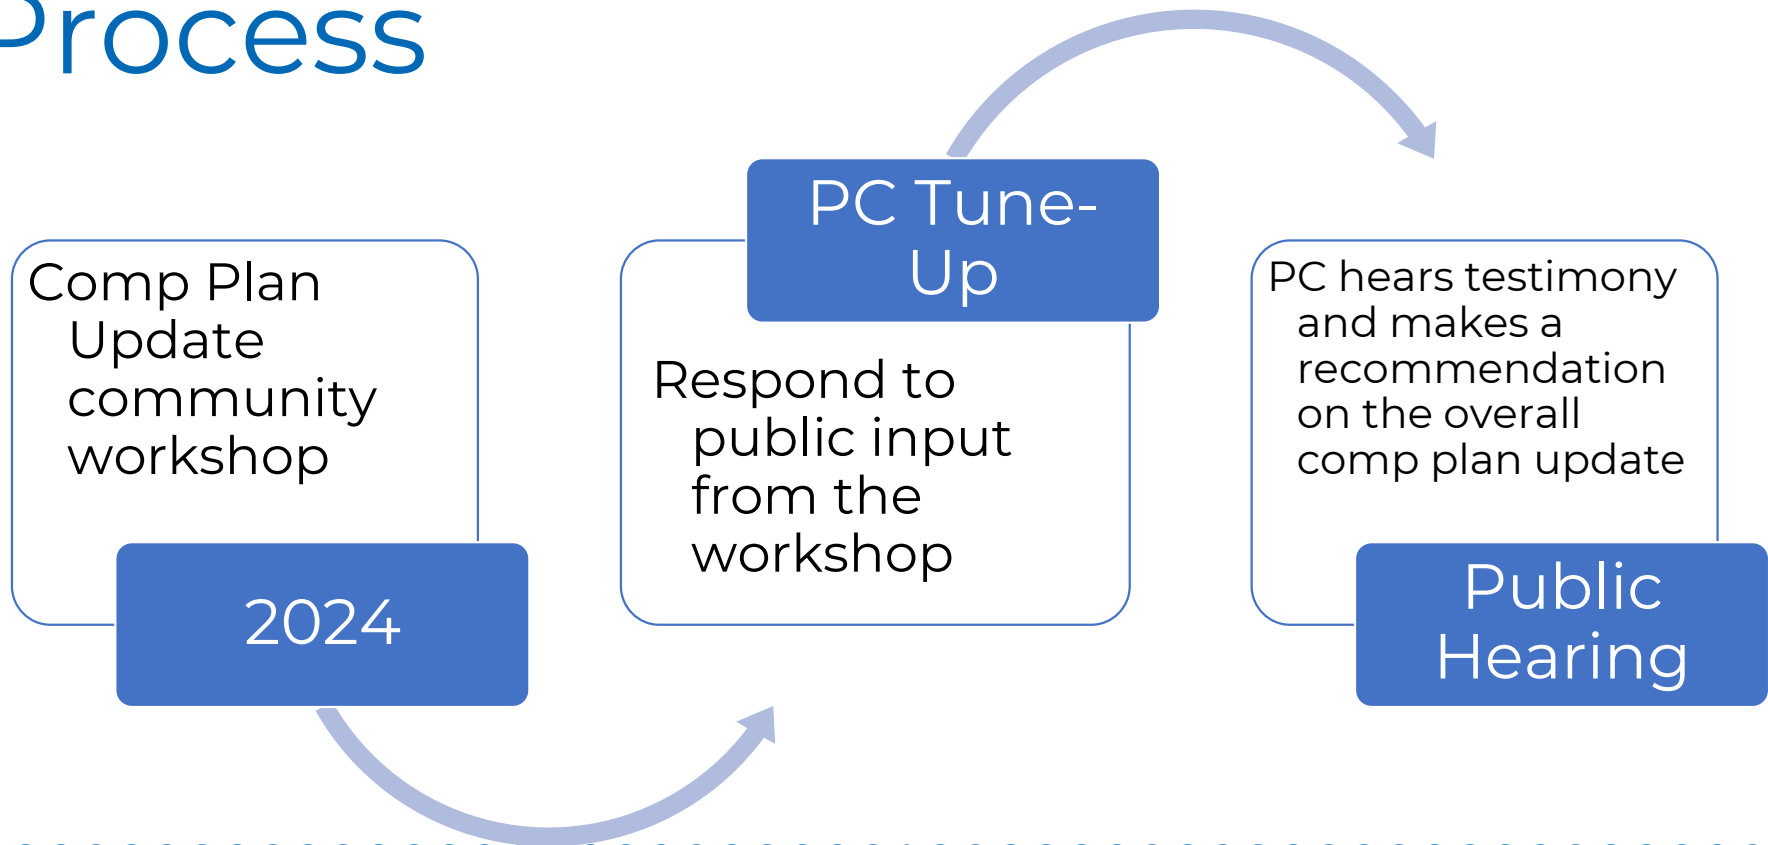 Process
Comp Plan
Update
community
workshop
2024
PC Tune-
Up
Respond to
public input
from the
workshop
PC hears testimony
and makes a
recommendation
on the overall
comp plan update
Public
Hearing